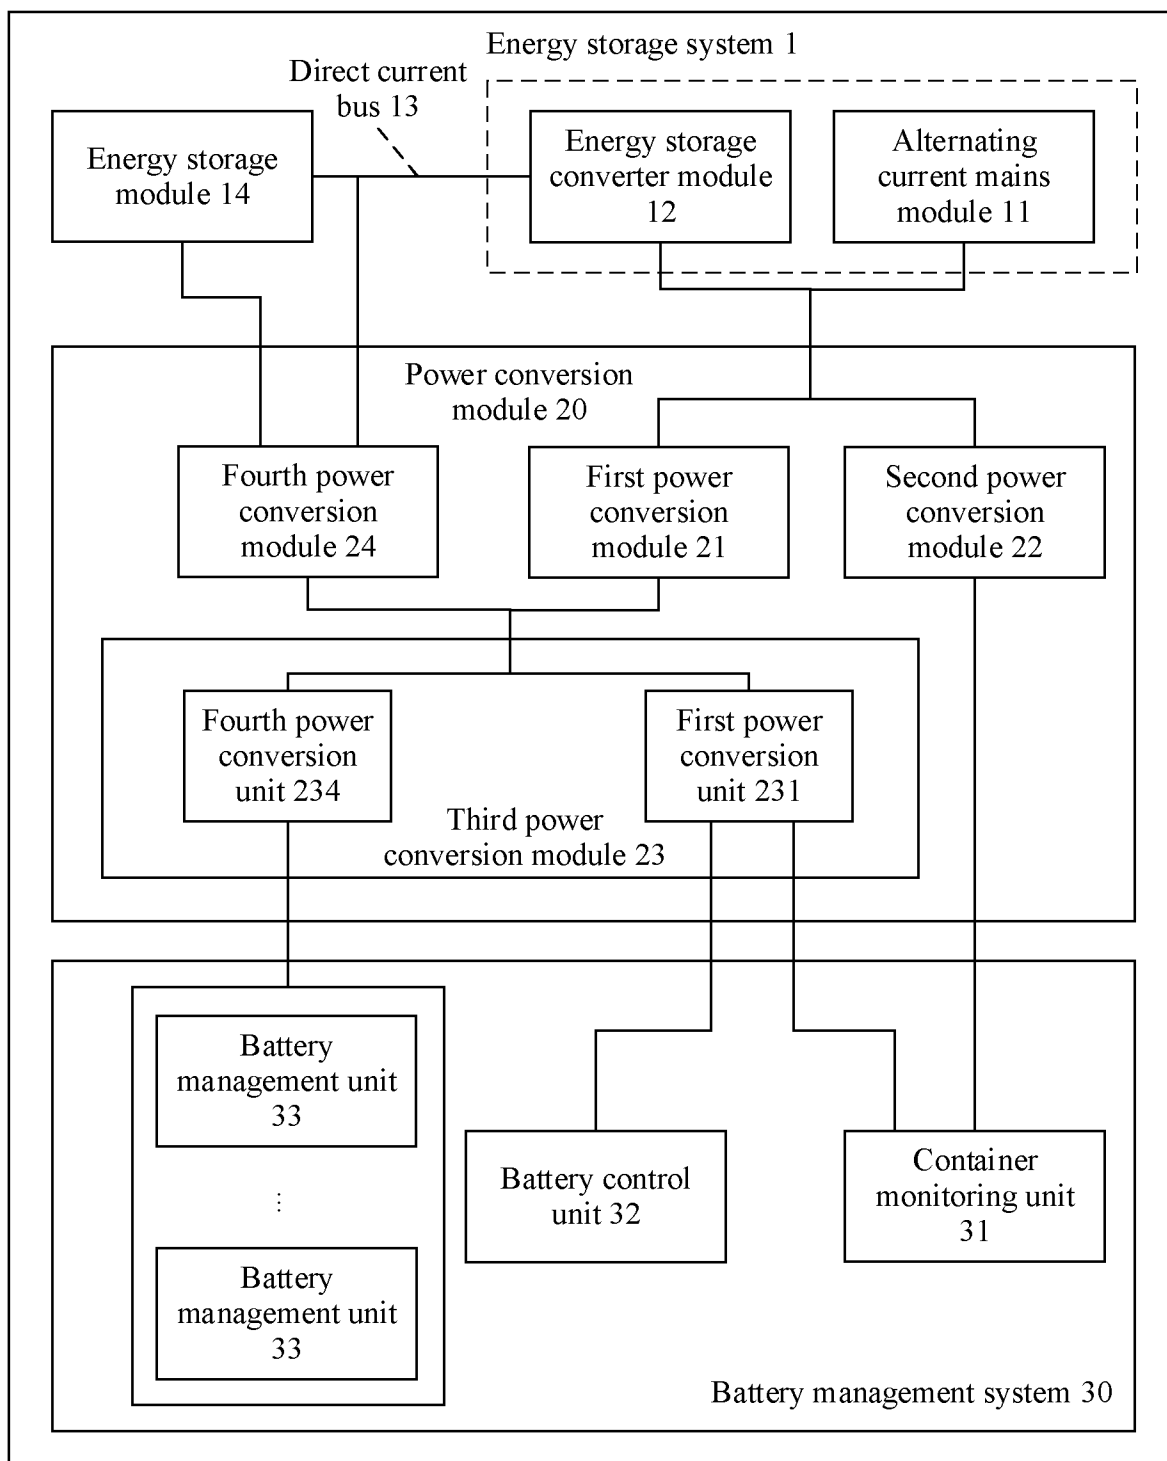 Energy storage system 1
Direct current
bus 13
Energy storage
module 14
Energy storage
converter module
12
Alternating
current mains
module 11
Power conversion
module 20
Fourth power
conversion
module 24
First power
conversion
module 21
Second power
conversion
module 22
Fourth power
conversion
unit 234
First power
conversion
unit 231
Third power
conversion module 23
Battery
management unit
33
...
Battery
management unit
33
Battery control
unit 32
Container
monitoring unit
31
Battery management system 30